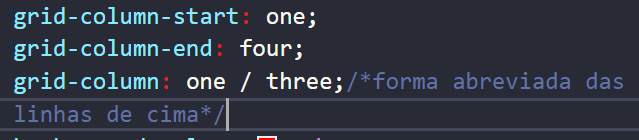 grid-column-start: one;
grid-column-end: four;
grid-column: one / three;/*forma abreviada das
linhas de cima*/